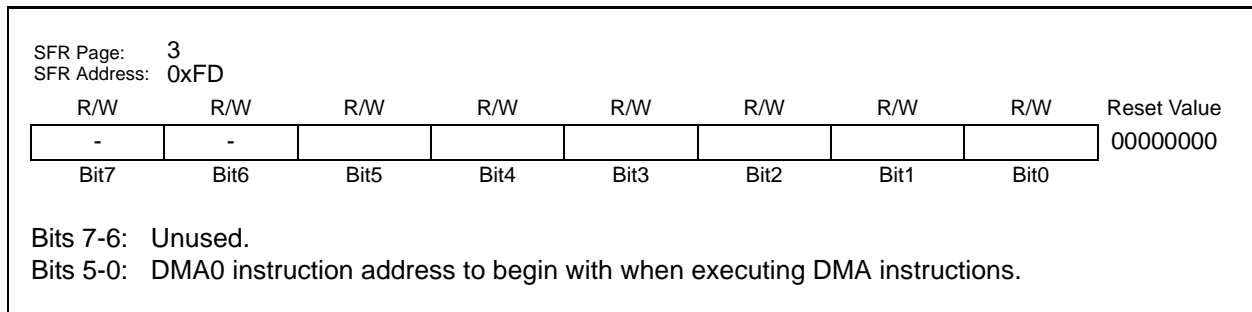 SFR Page: 3
SFR Address: 0xFD
R/W R/W R/W R/W R/W R/W R/W R/W Reset Value
- - 00000000
Bit7 Bit6 Bit5 Bit4 Bit3 Bit2 Bit1 Bit0
Bits 7-6: Unused.
Bits 5-0: DMA0 instruction address to begin with when executing DMA instructions.